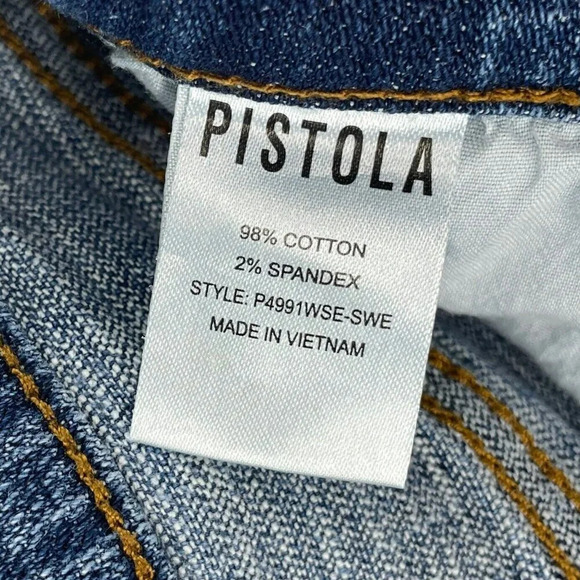 PISTOLA
98% COTTON
2% SPANDEX
STYLE: P4991WSE-SWE
MADE IN VIETNAM